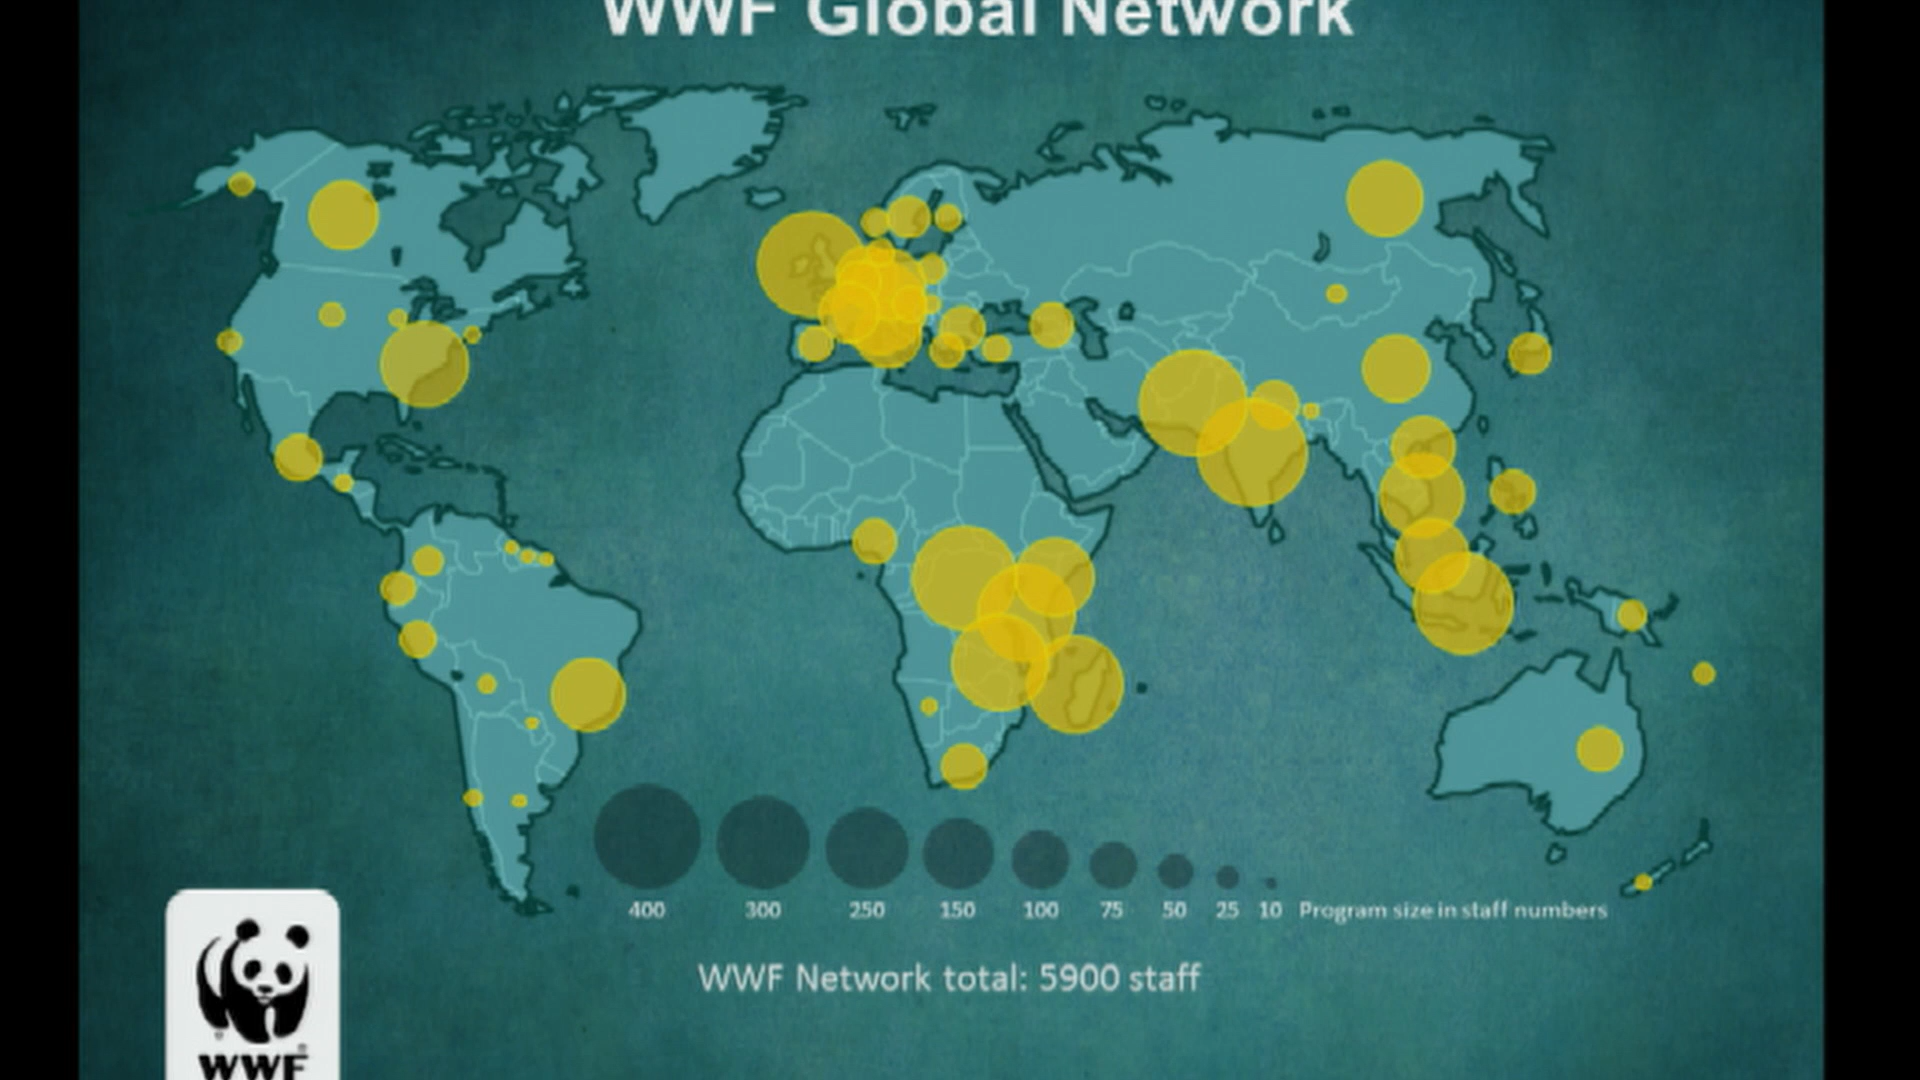 WWF Global Network
400 300 250 150 100 75 50 25 10 Program size in staff numbers
WWF Network total: 5900 staff
®
WWF